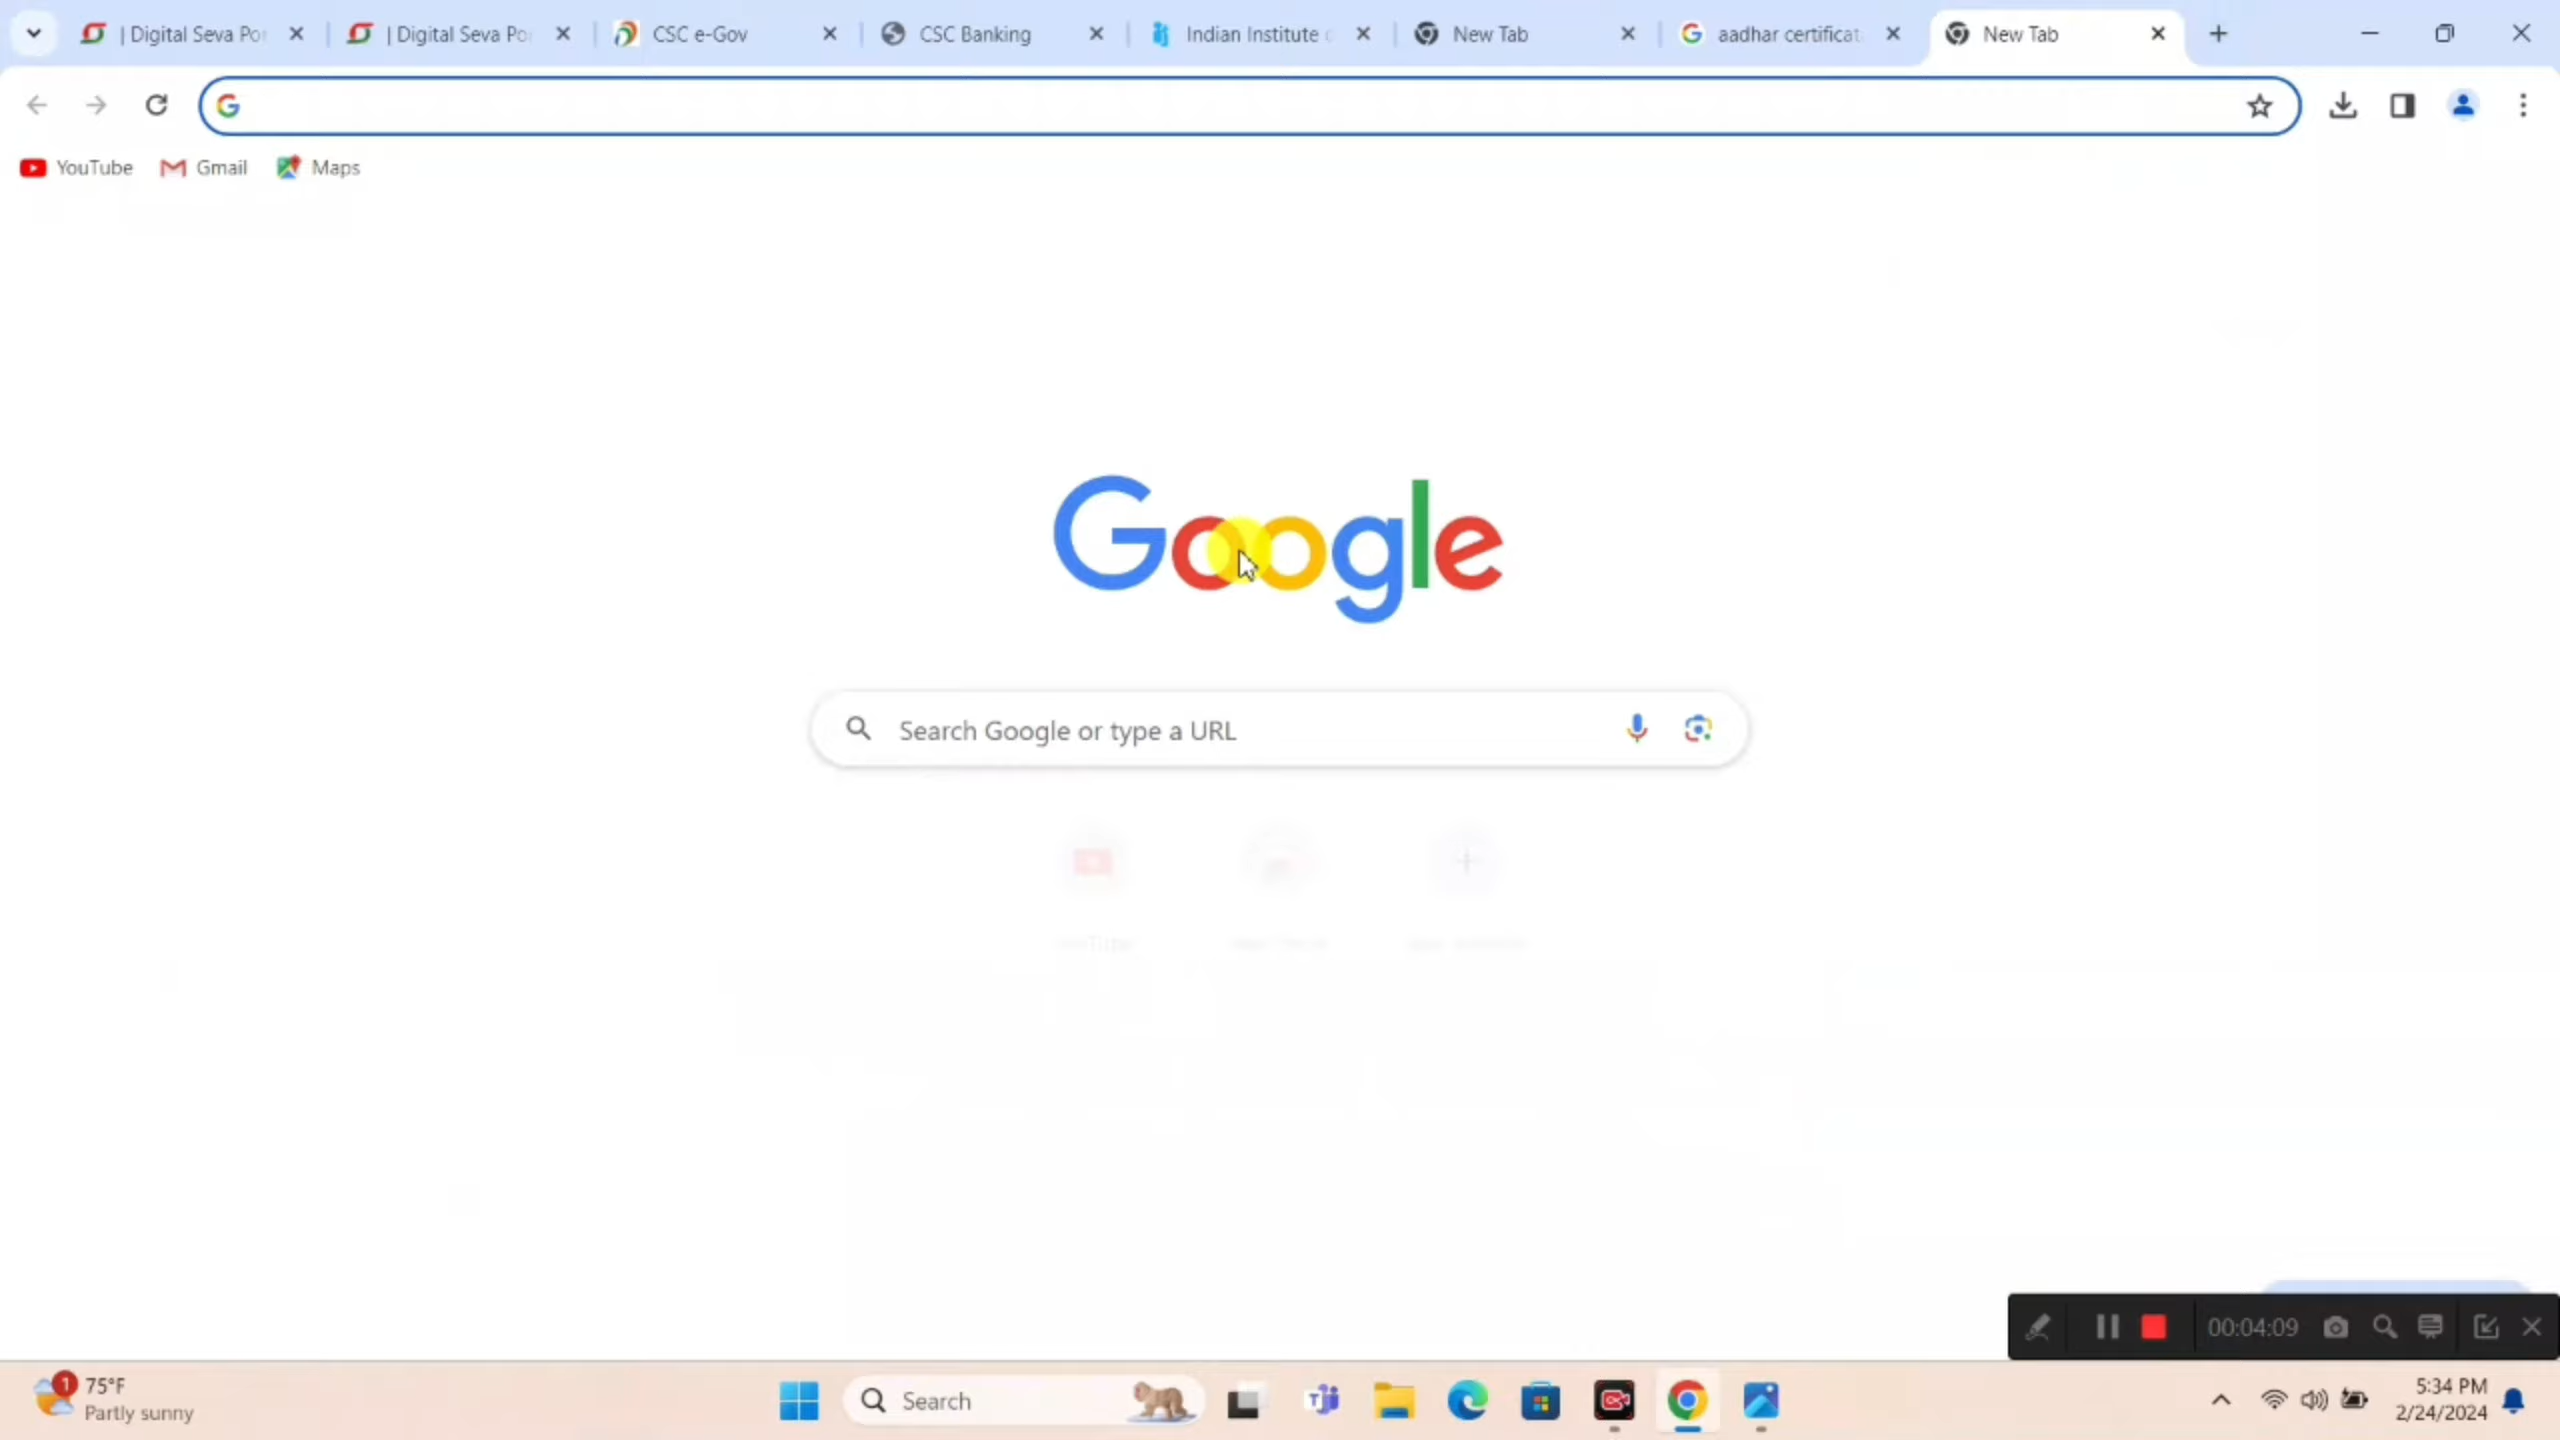 | Digital Seva Po
| Digital Seva Po
CSC e-Gov
CSC Banking
Indian Institute
New Tab
aadhar certificat
New Tab
YouTube
Gmail
Maps
Google
Search Google or type a URL
00:04:09
1
75°F
Partly sunny
Search
5:34 PM
2/24/2024